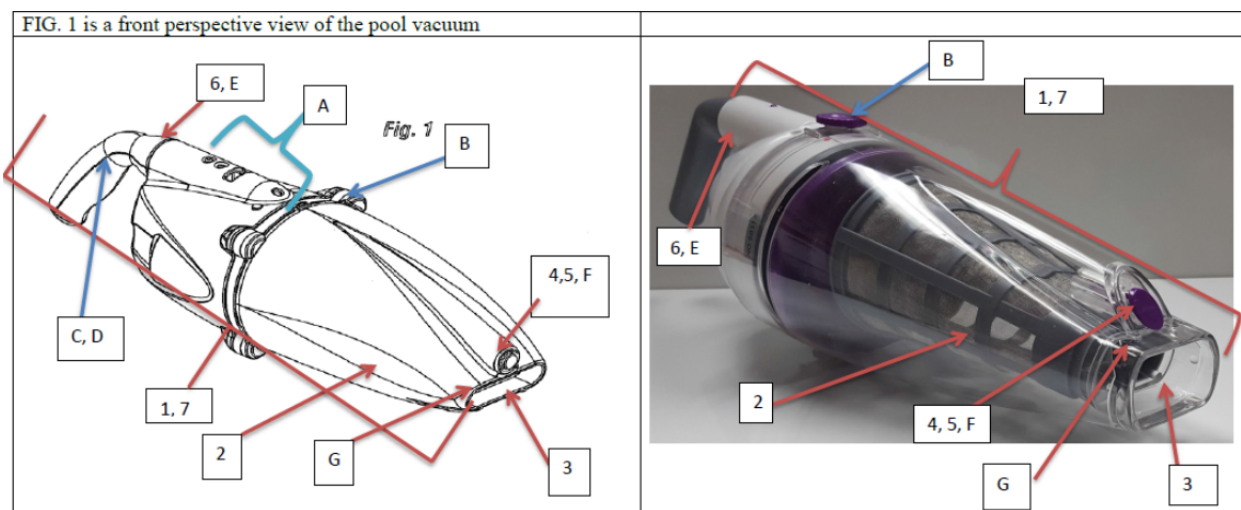 FIG. 1 is a front perspective view of the pool vacuum
6, E
A
Fig. 1
B
4,5, F
C, D
1, 7
2
G
3
B
1, 7
6, E
2
4, 5, F
G
3